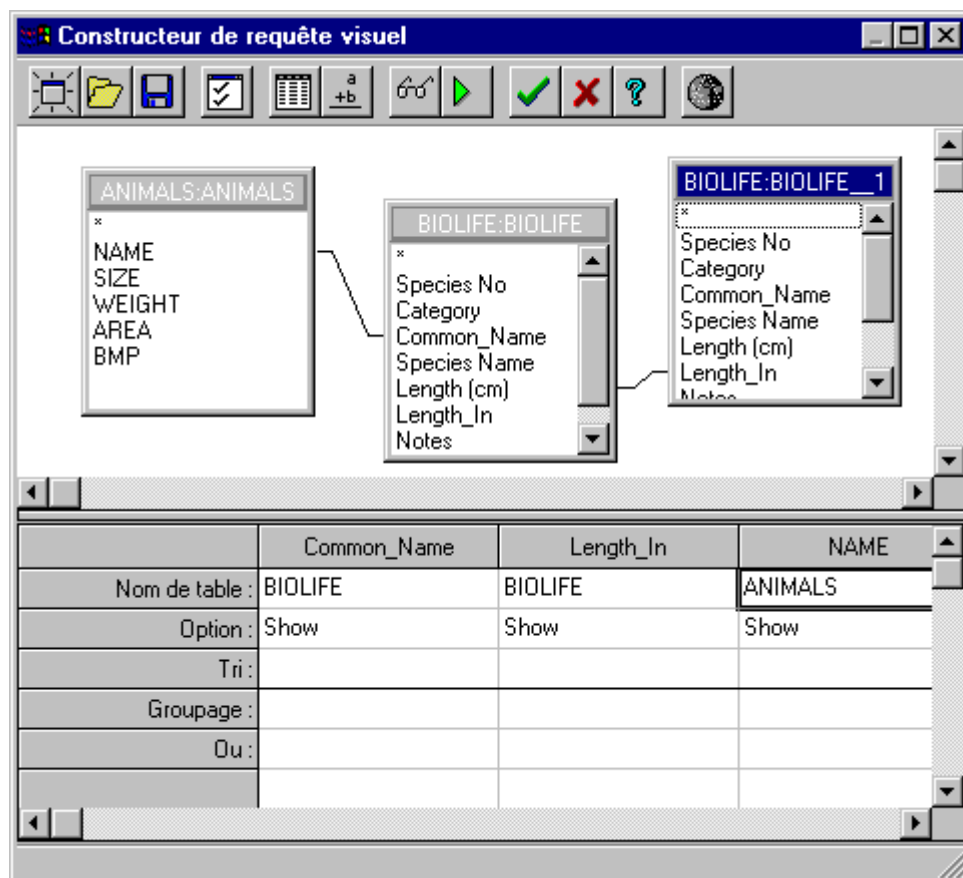 Constructeur de requête visuel
a
+b
ANIMALS:ANIMALS
*
NAME
SIZE
WEIGHT
AREA
BMP
BIOLIFE:BIOLIFE
*
Species No
Category
Common_Name
Species Name
Length (cm)
Length_In
Notes
BIOLIFE:BIOLIFE__1
*
Species No
Category
Common_Name
Species Name
Length (cm)
Length_In
Notes
Common_Name Length_In NAME
Nom de table : BIOLIFE BIOLIFE ANIMALS
Option : Show Show Show
Tri :
Groupage :
Ou :